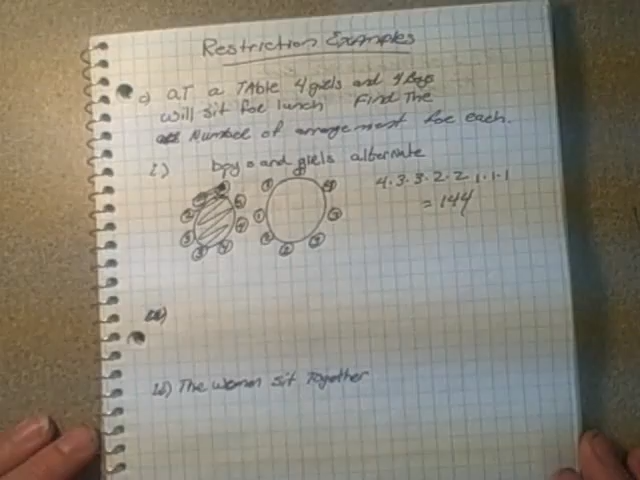 Restriction Examples
c) aT a TAble 4 girls and 4 Boys
will sit for lunch Find The
Number of arrangement for each.
i.) boys and girls alternate
4.3.3.2.2.1.1.1
= 144
iii) The women sit Together